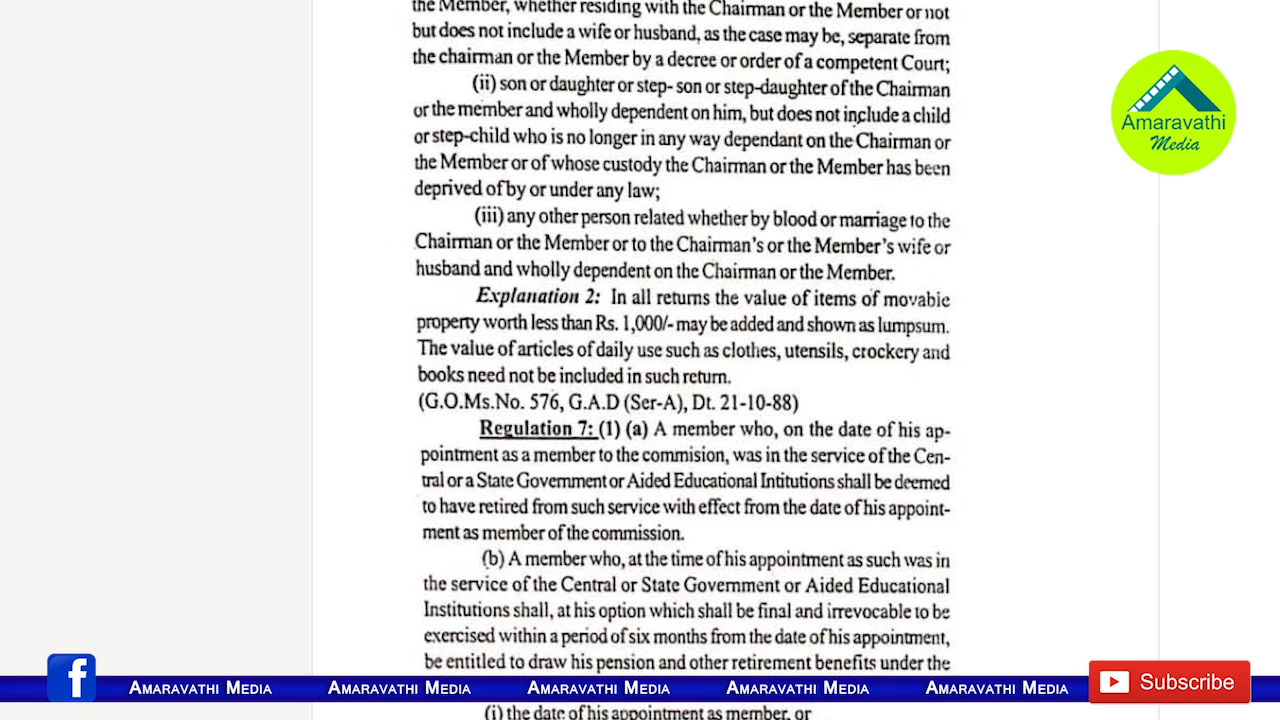 the Member, whether residing with the Chairman or the Member or not
but does not include a wife or husband, as the case may be, separate from
the chairman or the Member by a decree or order of a competent Court;
(ii) son or daughter or step- son or step-daughter of the Chairman
or the member and wholly dependent on him, but does not include a child
or step-child who is no longer in any way dependant on the Chairman or
the Member or of whose custody the Chairman or the Member has been
deprived of by or under any law;
(iii) any other person related whether by blood or marriage to the
Chairman or the Member or to the Chairman's or the Member's wife or
husband and wholly dependent on the Chairman or the Member.
Explanation 2: In all returns the value of items of movable
property worth less than Rs. 1,000/- may be added and shown as lumpsum.
The value of articles of daily use such as clothes, utensils, crockery and
books need not be included in such return.
(G.O.Ms.No. 576, G.A.D (Ser-A), Dt. 21-10-88)
Regulation 7: (1) (a) A member who, on the date of his ap-
pointment as a member to the commision, was in the service of the Cen-
tral or a State Government or Aided Educational Intitutions shall be deemed
to have retired from such service with effect from the date of his appoint-
ment as member of the commission.
(b) A member who, at the time of his appointment as such was in
the service of the Central or State Government or Aided Educational
Institutions shall, at his option which shall be final and irrevocable to be
exercised within a period of six months from the date of his appointment,
be entitled to draw his pension and other retirement benefits under the
(i) the date of his appointment as member, or
Amaravathi
Media
f
Amaravathi Media
Amaravathi Media
Amaravathi Media
Amaravathi Media
Amaravathi Media
Subscribe